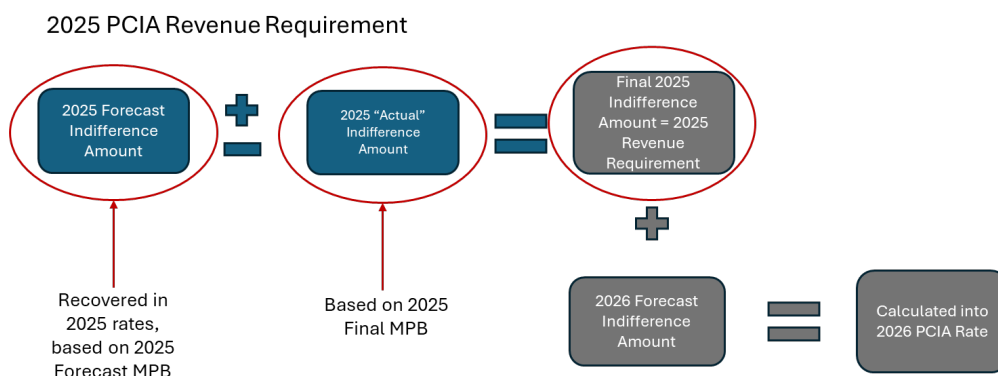 2025 PCIA Revenue Requirement
2025 Forecast
Indifference
Amount
2025 “Actual”
Indifference
Amount
Final 2025
Indifference
Amount = 2025
Revenue
Requirement
Recovered in
2025 rates,
based on 2025
Forecast MPB
Based on 2025
Final MPB
2026 Forecast
Indifference
Amount
Calculated into
2026 PCIA Rate